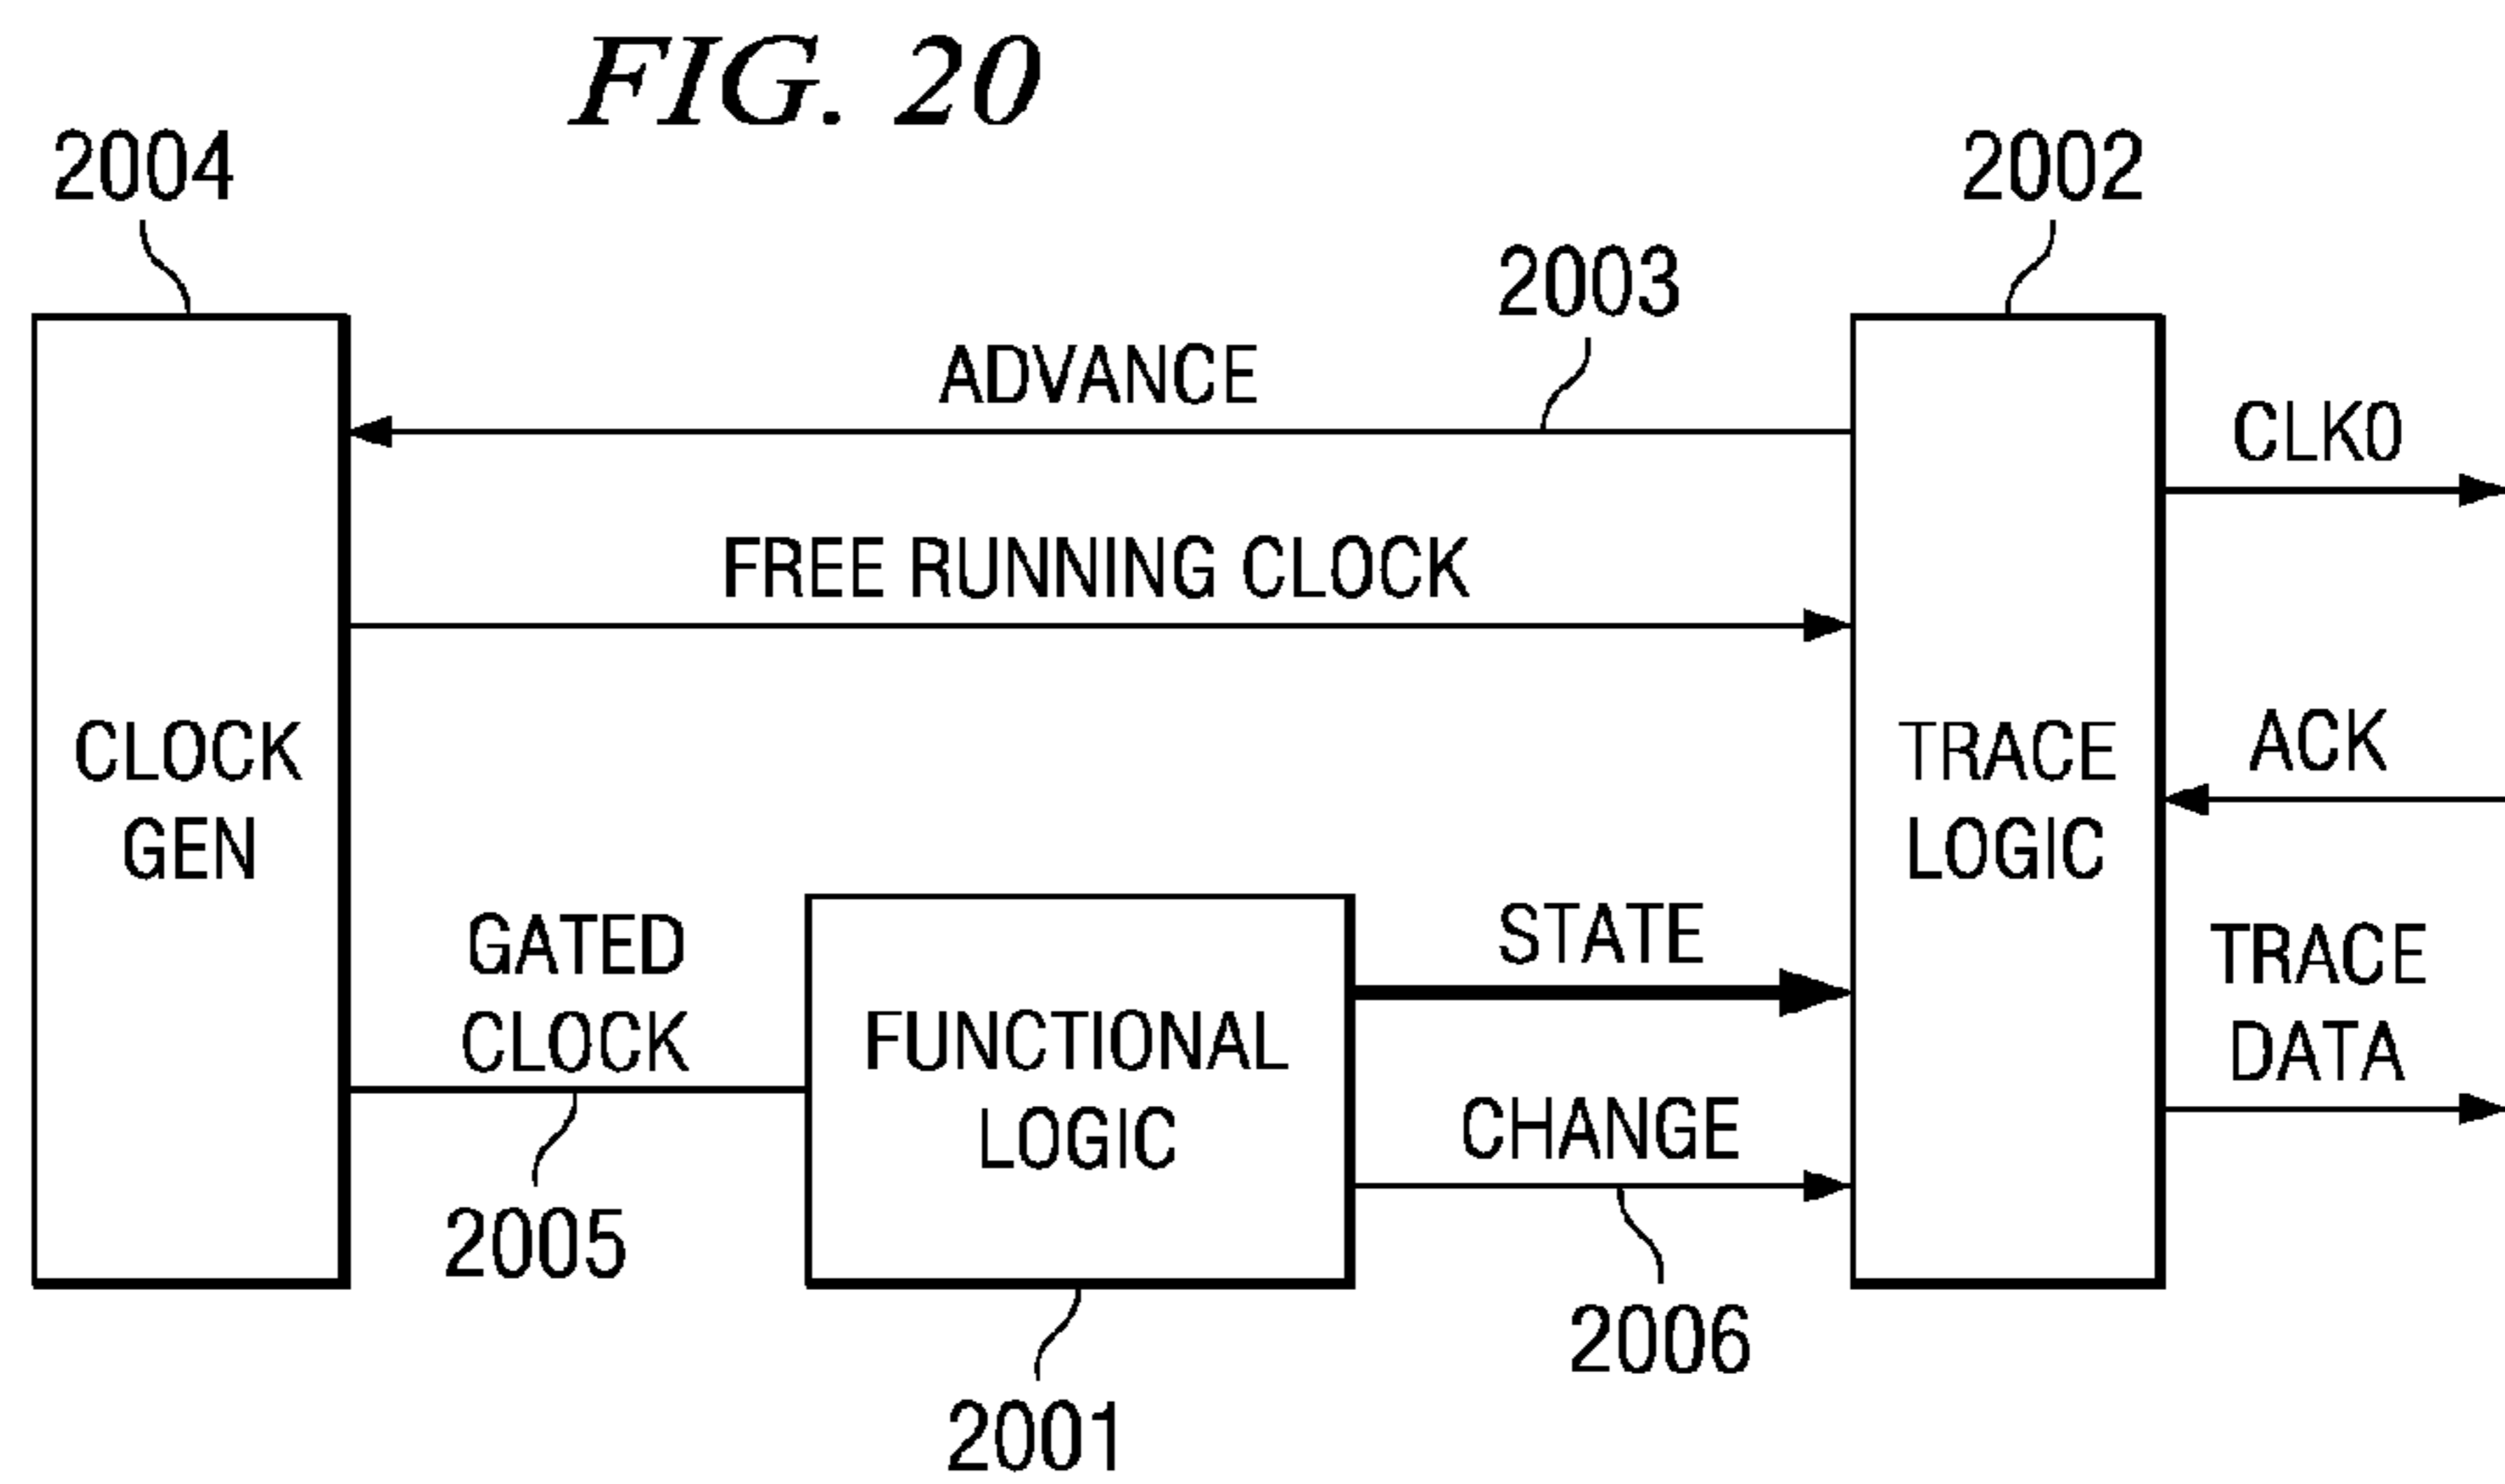 FIG. 20
2004
2002
2003
ADVANCE
CLK0
FREE RUNNING CLOCK
CLOCK
GEN
TRACE
LOGIC
ACK
GATED
CLOCK
STATE
TRACE
DATA
FUNCTIONAL
LOGIC
CHANGE
2005
2006
2001